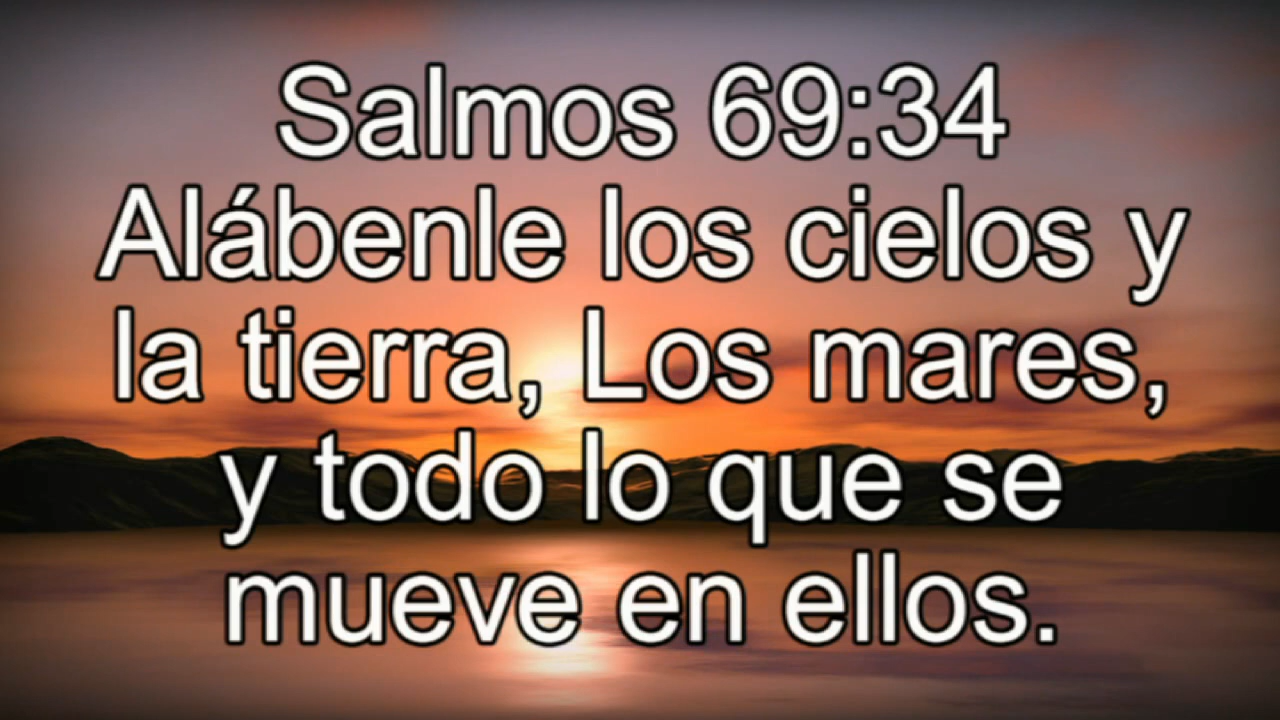 Salmos 69:34
Alábenle los cielos y
la tierra, Los mares,
y todo lo que se
mueve en ellos.